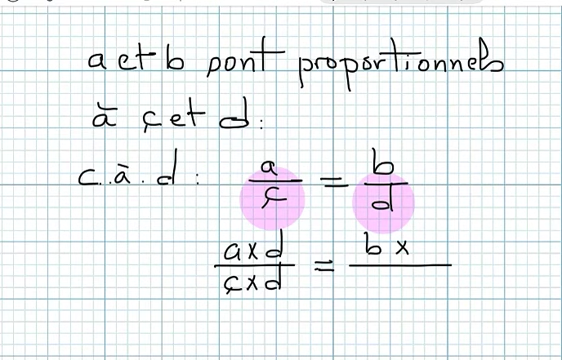 a et b sont proportionnels
à ç et d :
c.à.d : a/ç = b/d
a×d/ç×d = b×/